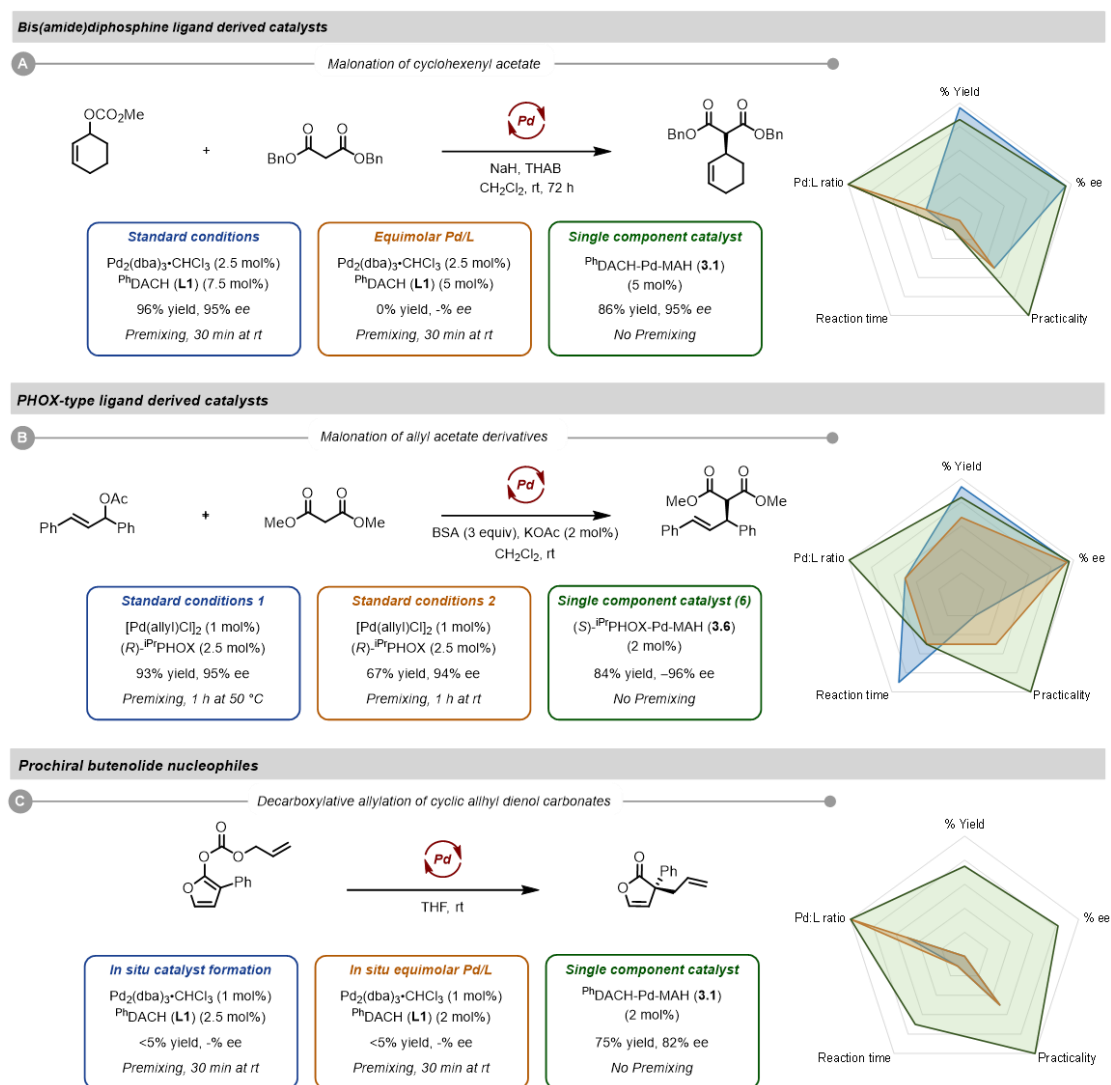 Bis(amide)diphosphine ligand derived catalysts
A
Malonation of cyclohexenyl acetate
OCO2Me
+
O O
BnO OBn
Pd
NaH, THAB
CH2Cl2, rt, 72 h
O O
BnO OBn
Standard conditions
Pd2(dba)3•CHCl3 (2.5 mol%)
PhDACH (L1) (7.5 mol%)
96% yield, 95% ee
Premixing, 30 min at rt
Equimolar Pd/L
Pd2(dba)3•CHCl3 (2.5 mol%)
PhDACH (L1) (5 mol%)
0% yield, -% ee
Premixing, 30 min at rt
Single component catalyst
PhDACH-Pd-MAH (3.1)
(5 mol%)
86% yield, 95% ee
No Premixing
% Yield
% ee
Practicality
Reaction time
Pd:L ratio
PHOX-type ligand derived catalysts
B
Malonation of allyl acetate derivatives
OAc
Ph Ph
+
O O
MeO OMe
Pd
BSA (3 equiv), KOAc (2 mol%)
CH2Cl2, rt
O O
MeO OMe
Ph Ph
Standard conditions 1
[Pd(allyl)Cl]2 (1 mol%)
(R)-iPrPHOX (2.5 mol%)
93% yield, 95% ee
Premixing, 1 h at 50 °C
Standard conditions 2
[Pd(allyl)Cl]2 (1 mol%)
(R)-iPrPHOX (2.5 mol%)
67% yield, 94% ee
Premixing, 1 h at rt
Single component catalyst (6)
(S)-iPrPHOX-Pd-MAH (3.6)
(2 mol%)
84% yield, –96% ee
No Premixing
% Yield
% ee
Practicality
Reaction time
Pd:L ratio
Prochiral butenolide nucleophiles
C
Decarboxylative allylation of cyclic allhyl dienol carbonates
O
O O
O Ph
Pd
THF, rt
O Ph
O
In situ catalyst formation
Pd2(dba)3•CHCl3 (1 mol%)
PhDACH (L1) (2.5 mol%)
<5% yield, -% ee
Premixing, 30 min at rt
In situ equimolar Pd/L
Pd2(dba)3•CHCl3 (1 mol%)
PhDACH (L1) (2 mol%)
<5% yield, -% ee
Premixing, 30 min at rt
Single component catalyst
PhDACH-Pd-MAH (3.1)
(2 mol%)
75% yield, 82% ee
No Premixing
% Yield
% ee
Practicality
Reaction time
Pd:L ratio